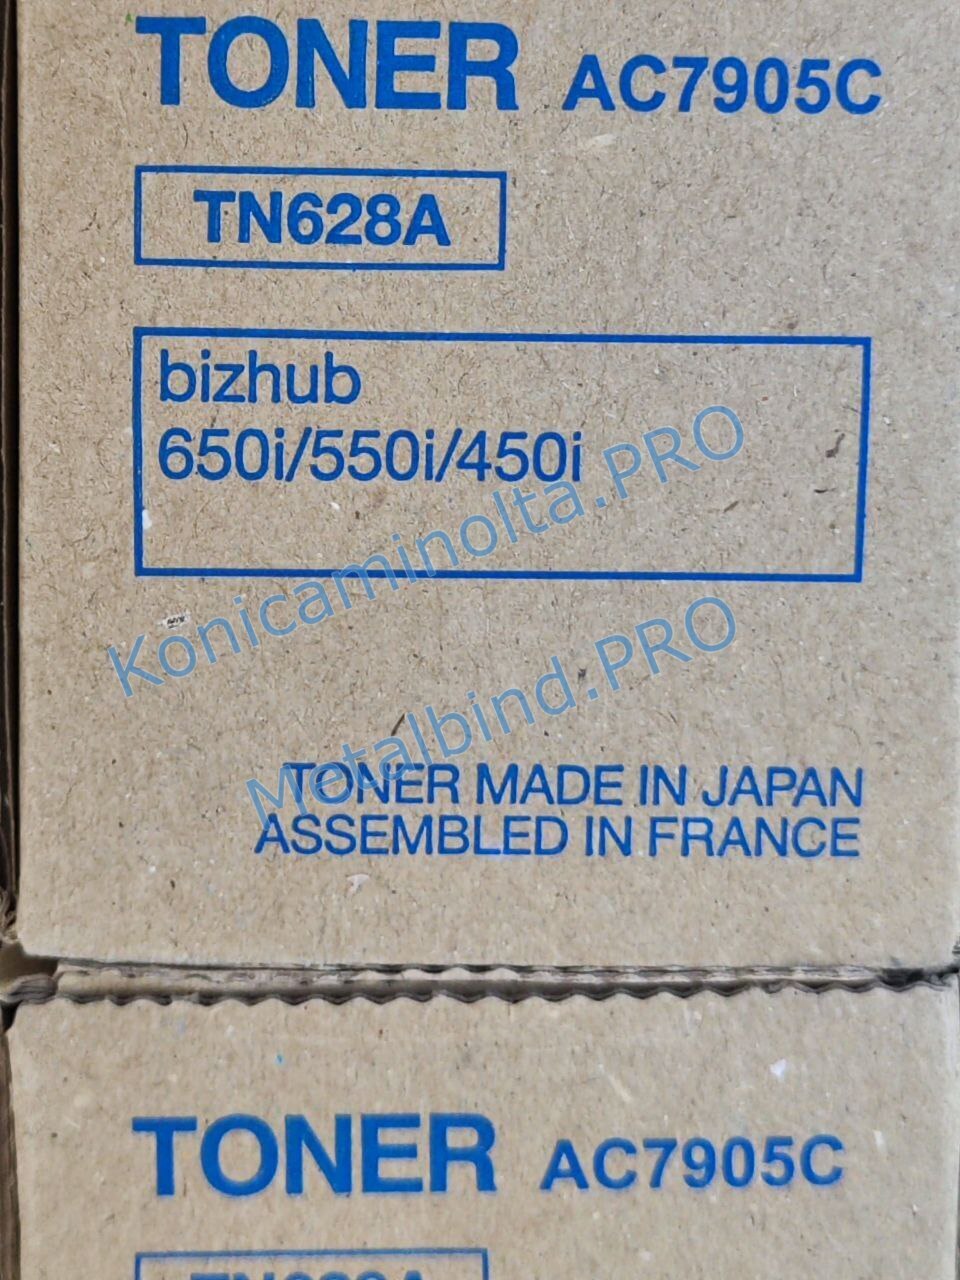 TONER AC7905C
TN628A
bizhub
650i/550i/450i
Konicaminolta.PRO
Metalbind.PRO
TONER MADE IN JAPAN
ASSEMBLED IN FRANCE
TONER AC7905C